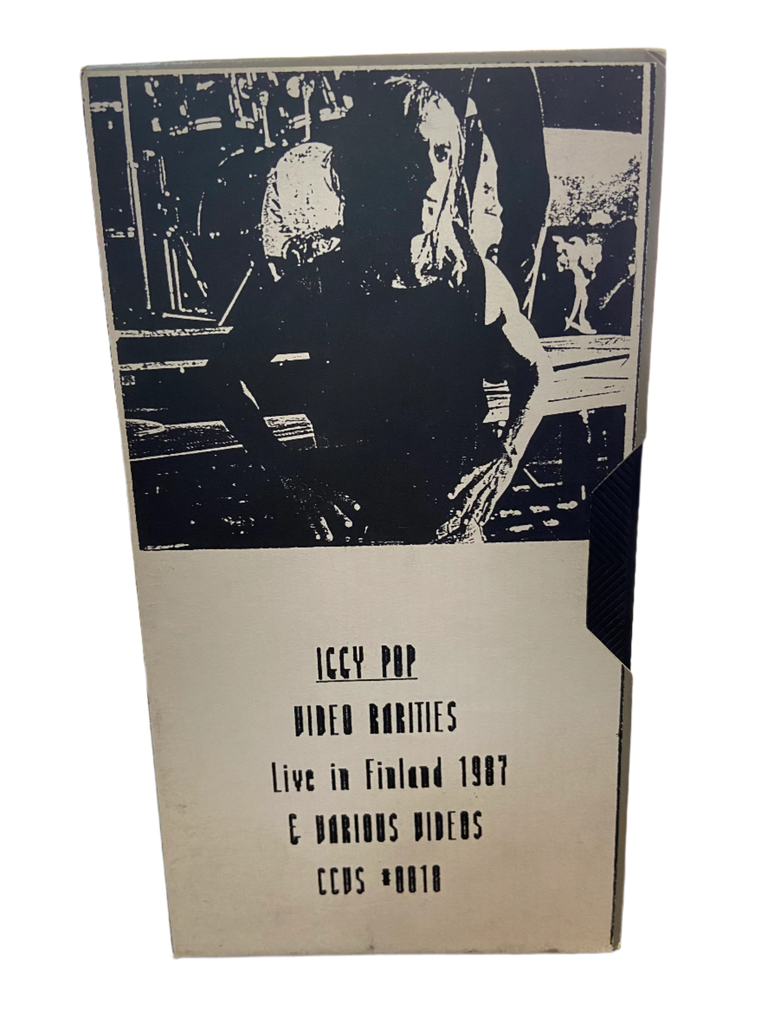 IGGY POP
VIDEO RARITIES
Live in Finland 1987
& VARIOUS VIDEOS
CCVS #0018